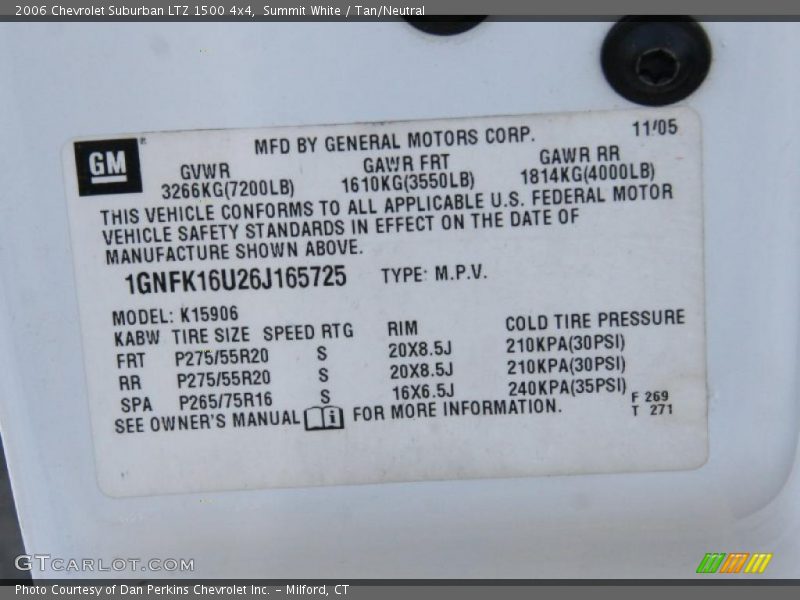 2006 Chevrolet Suburban LTZ 1500 4x4, Summit White / Tan/Neutral
GM
MFD BY GENERAL MOTORS CORP.
11/05
GVWR GAWR FRT GAWR RR
3266KG(7200LB) 1610KG(3550LB) 1814KG(4000LB)
THIS VEHICLE CONFORMS TO ALL APPLICABLE U.S. FEDERAL MOTOR
VEHICLE SAFETY STANDARDS IN EFFECT ON THE DATE OF
MANUFACTURE SHOWN ABOVE.
1GNFK16U26J165725 TYPE: M.P.V.
MODEL: K15906
KABW TIRE SIZE SPEED RTG RIM COLD TIRE PRESSURE
FRT P275/55R20 S 20X8.5J 210KPA(30PSI)
RR P275/55R20 S 20X8.5J 210KPA(30PSI)
SPA P265/75R16 S 16X6.5J 240KPA(35PSI)
SEE OWNER'S MANUAL i FOR MORE INFORMATION.
F 269
T 271
GTCARLOT.COM
Photo Courtesy of Dan Perkins Chevrolet Inc. - Milford, CT